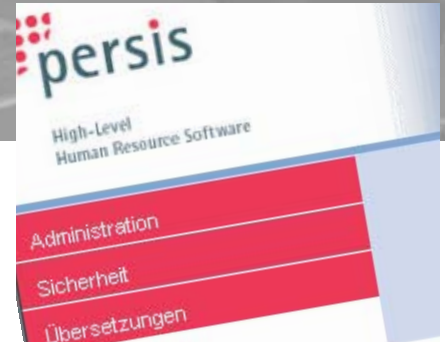 persis
High-Level
Human Resource Software
Administration
Sicherheit
Übersetzungen